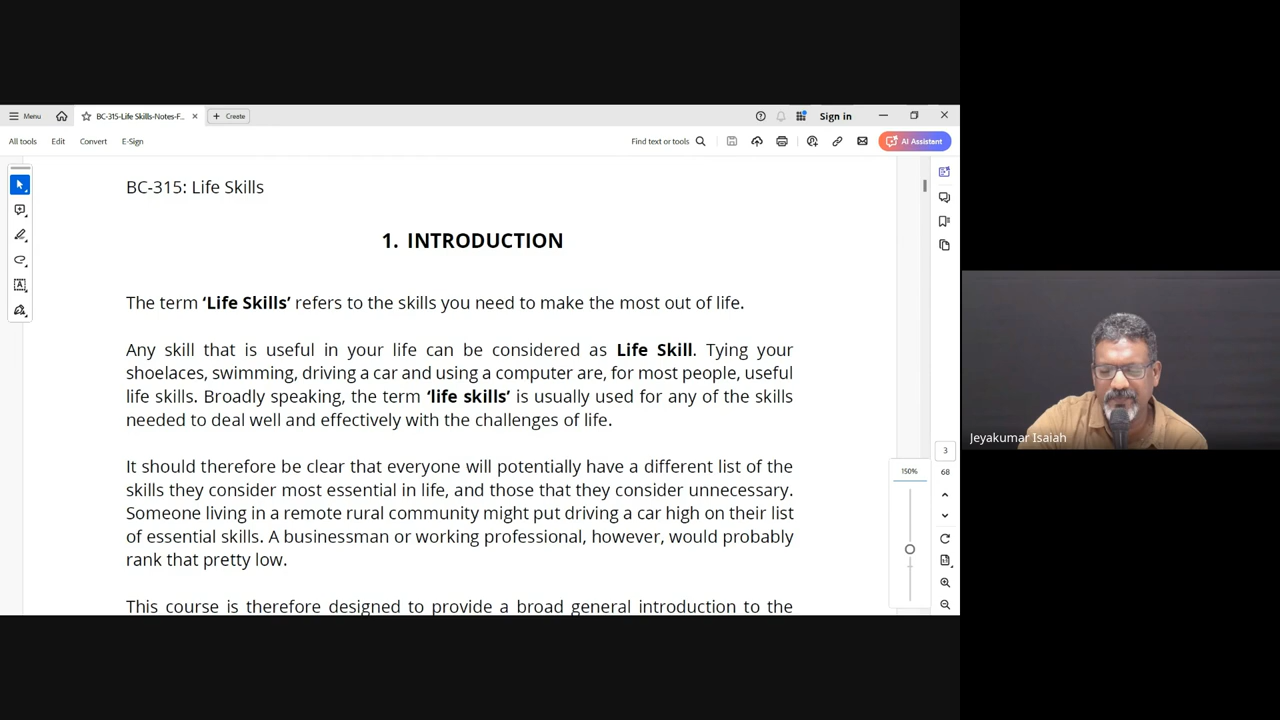 Menu
BC-315-Life Skills-Notes-F...
Create
Sign in
All tools
Edit
Convert
E-Sign
Find text or tools
AI Assistant
BC-315: Life Skills
1. INTRODUCTION
The term ‘Life Skills’ refers to the skills you need to make the most out of life.
Any skill that is useful in your life can be considered as Life Skill. Tying your
shoelaces, swimming, driving a car and using a computer are, for most people, useful
life skills. Broadly speaking, the term ‘life skills’ is usually used for any of the skills
needed to deal well and effectively with the challenges of life.
It should therefore be clear that everyone will potentially have a different list of the
skills they consider most essential in life, and those that they consider unnecessary.
Someone living in a remote rural community might put driving a car high on their list
of essential skills. A businessman or working professional, however, would probably
rank that pretty low.
This course is therefore designed to provide a broad general introduction to the
3
150%
68
Jeyakumar Isaiah